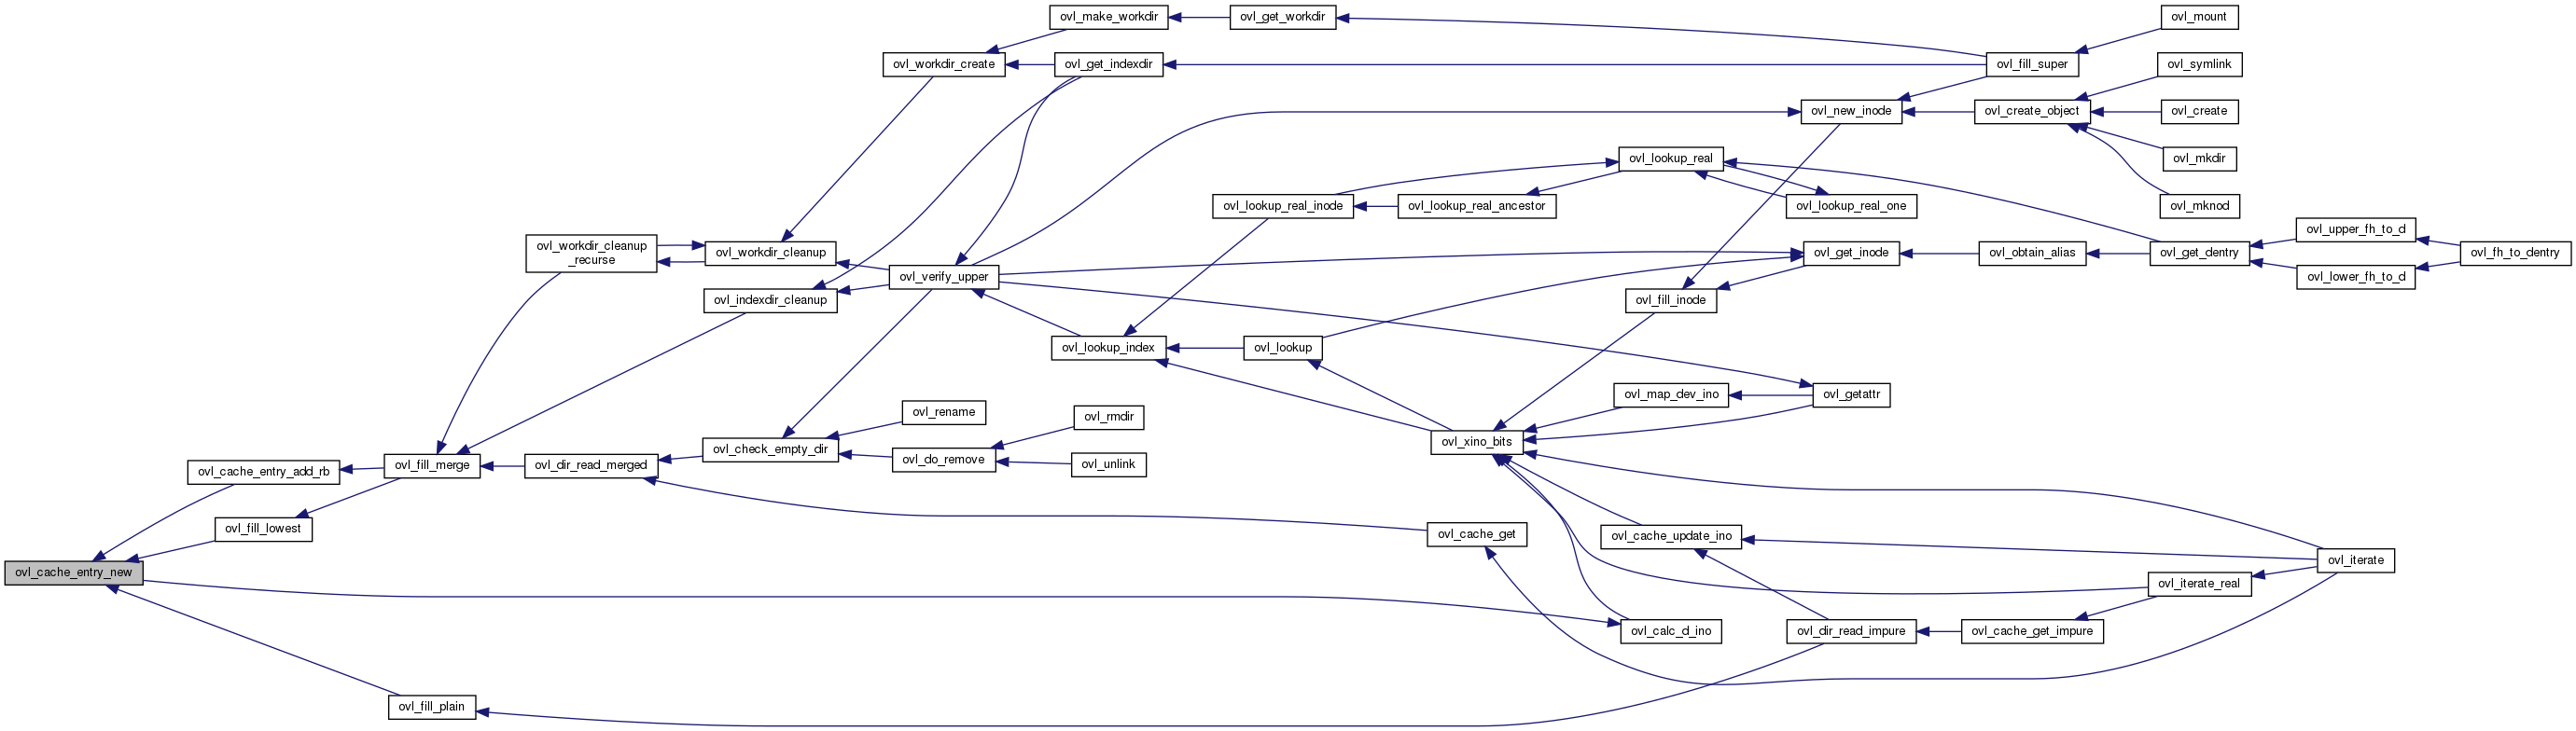 ovl_make_workdir
ovl_get_workdir
ovl_mount
ovl_workdir_create
ovl_get_indexdir
ovl_fill_super
ovl_symlink
ovl_new_inode
ovl_create_object
ovl_create
ovl_lookup_real
ovl_mkdir
ovl_lookup_real_inode
ovl_lookup_real_ancestor
ovl_lookup_real_one
ovl_mknod
ovl_workdir_cleanup
_recurse
ovl_workdir_cleanup
ovl_verify_upper
ovl_get_inode
ovl_obtain_alias
ovl_get_dentry
ovl_upper_fh_to_d
ovl_fh_to_dentry
ovl_lower_fh_to_d
ovl_indexdir_cleanup
ovl_fill_inode
ovl_lookup_index
ovl_lookup
ovl_map_dev_ino
ovl_getattr
ovl_rename
ovl_rmdir
ovl_check_empty_dir
ovl_do_remove
ovl_unlink
ovl_xino_bits
ovl_cache_entry_add_rb
ovl_fill_merge
ovl_dir_read_merged
ovl_fill_lowest
ovl_cache_get
ovl_cache_update_ino
ovl_iterate
ovl_cache_entry_new
ovl_iterate_real
ovl_calc_d_ino
ovl_dir_read_impure
ovl_cache_get_impure
ovl_fill_plain